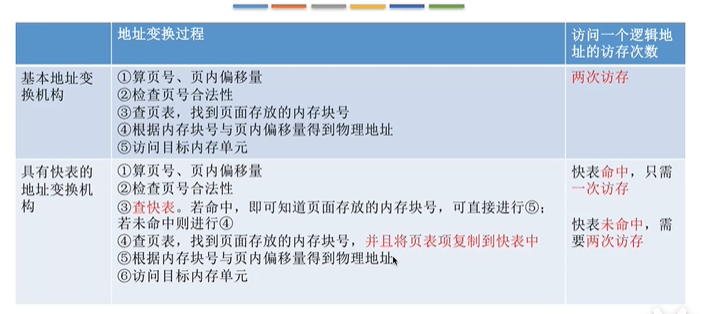 地址变换过程
访问一个逻辑地
址的访存次数
基本地址变
换机构
①算页号、页内偏移量
②检查页号合法性
③查页表，找到页面存放的内存块号
④根据内存块号与页内偏移量得到物理地址
⑤访问目标内存单元
两次访存
具有快表的
地址变换机
构
①算页号、页内偏移量
②检查页号合法性
③查快表。若命中，即可知道页面存放的内存块号，可直接进行⑤；
若未命中则进行④
④查页表，找到页面存放的内存块号，并且将页表项复制到快表中
⑤根据内存块号与页内偏移量得到物理地址
⑥访问目标内存单元
快表命中，只需
一次访存
快表未命中，需
要两次访存